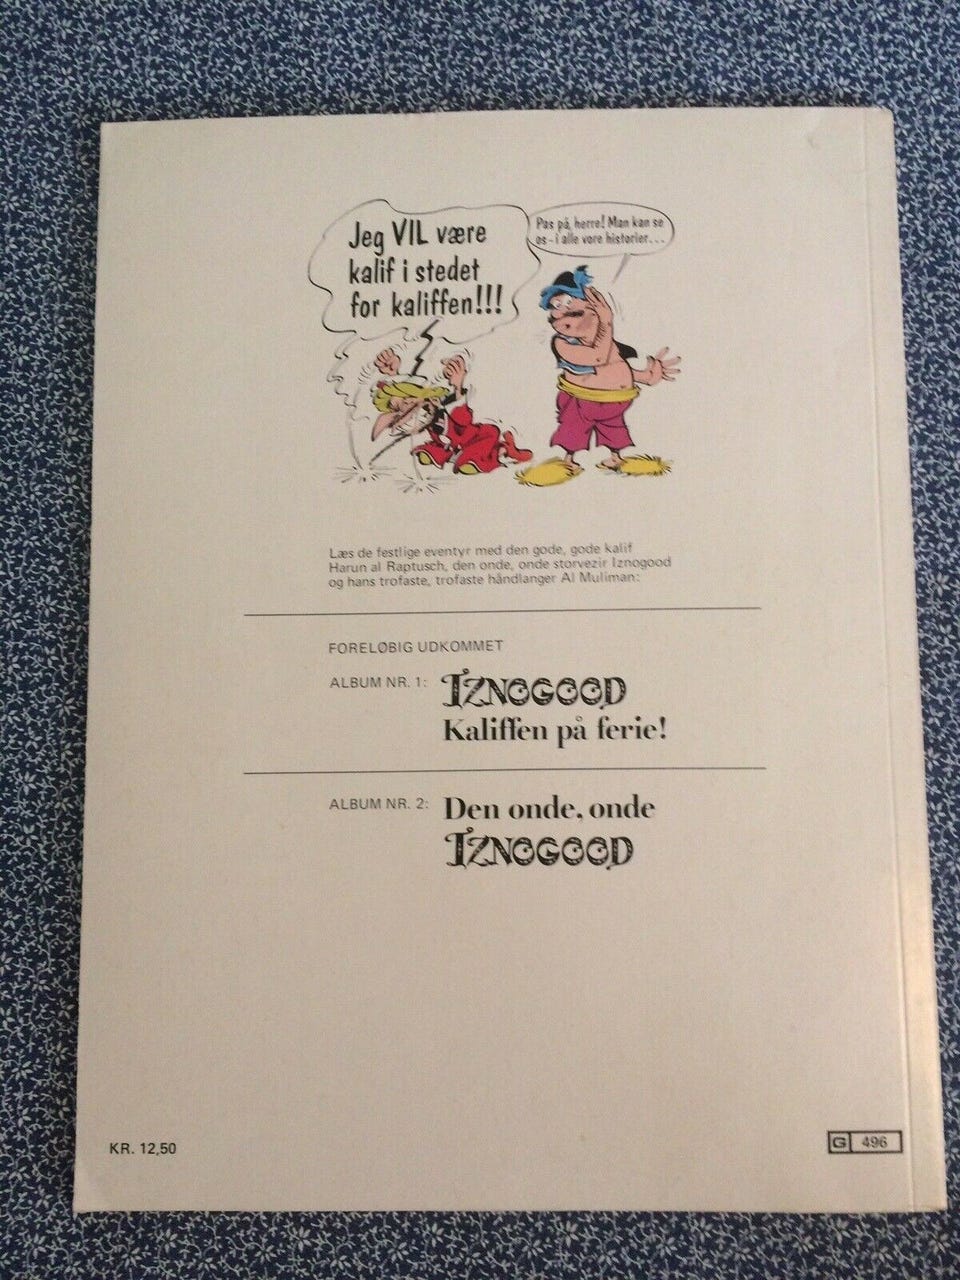 Jeg VIL være
kalif i stedet
for kaliffen!!!
Pas på, herre! Man kan se
os - i alle vore historier...
Læs de festlige eventyr med den gode, gode kalif
Harun al Raptusch, den onde, onde storvezir Iznogood
og hans trofaste, trofaste håndlanger Al Muliman:
FORELØBIG UDKOMMET
ALBUM NR. 1: IZNOGOOD
Kaliffen på ferie!
ALBUM NR. 2: Den onde, onde
IZNOGOOD
KR. 12,50
G 496